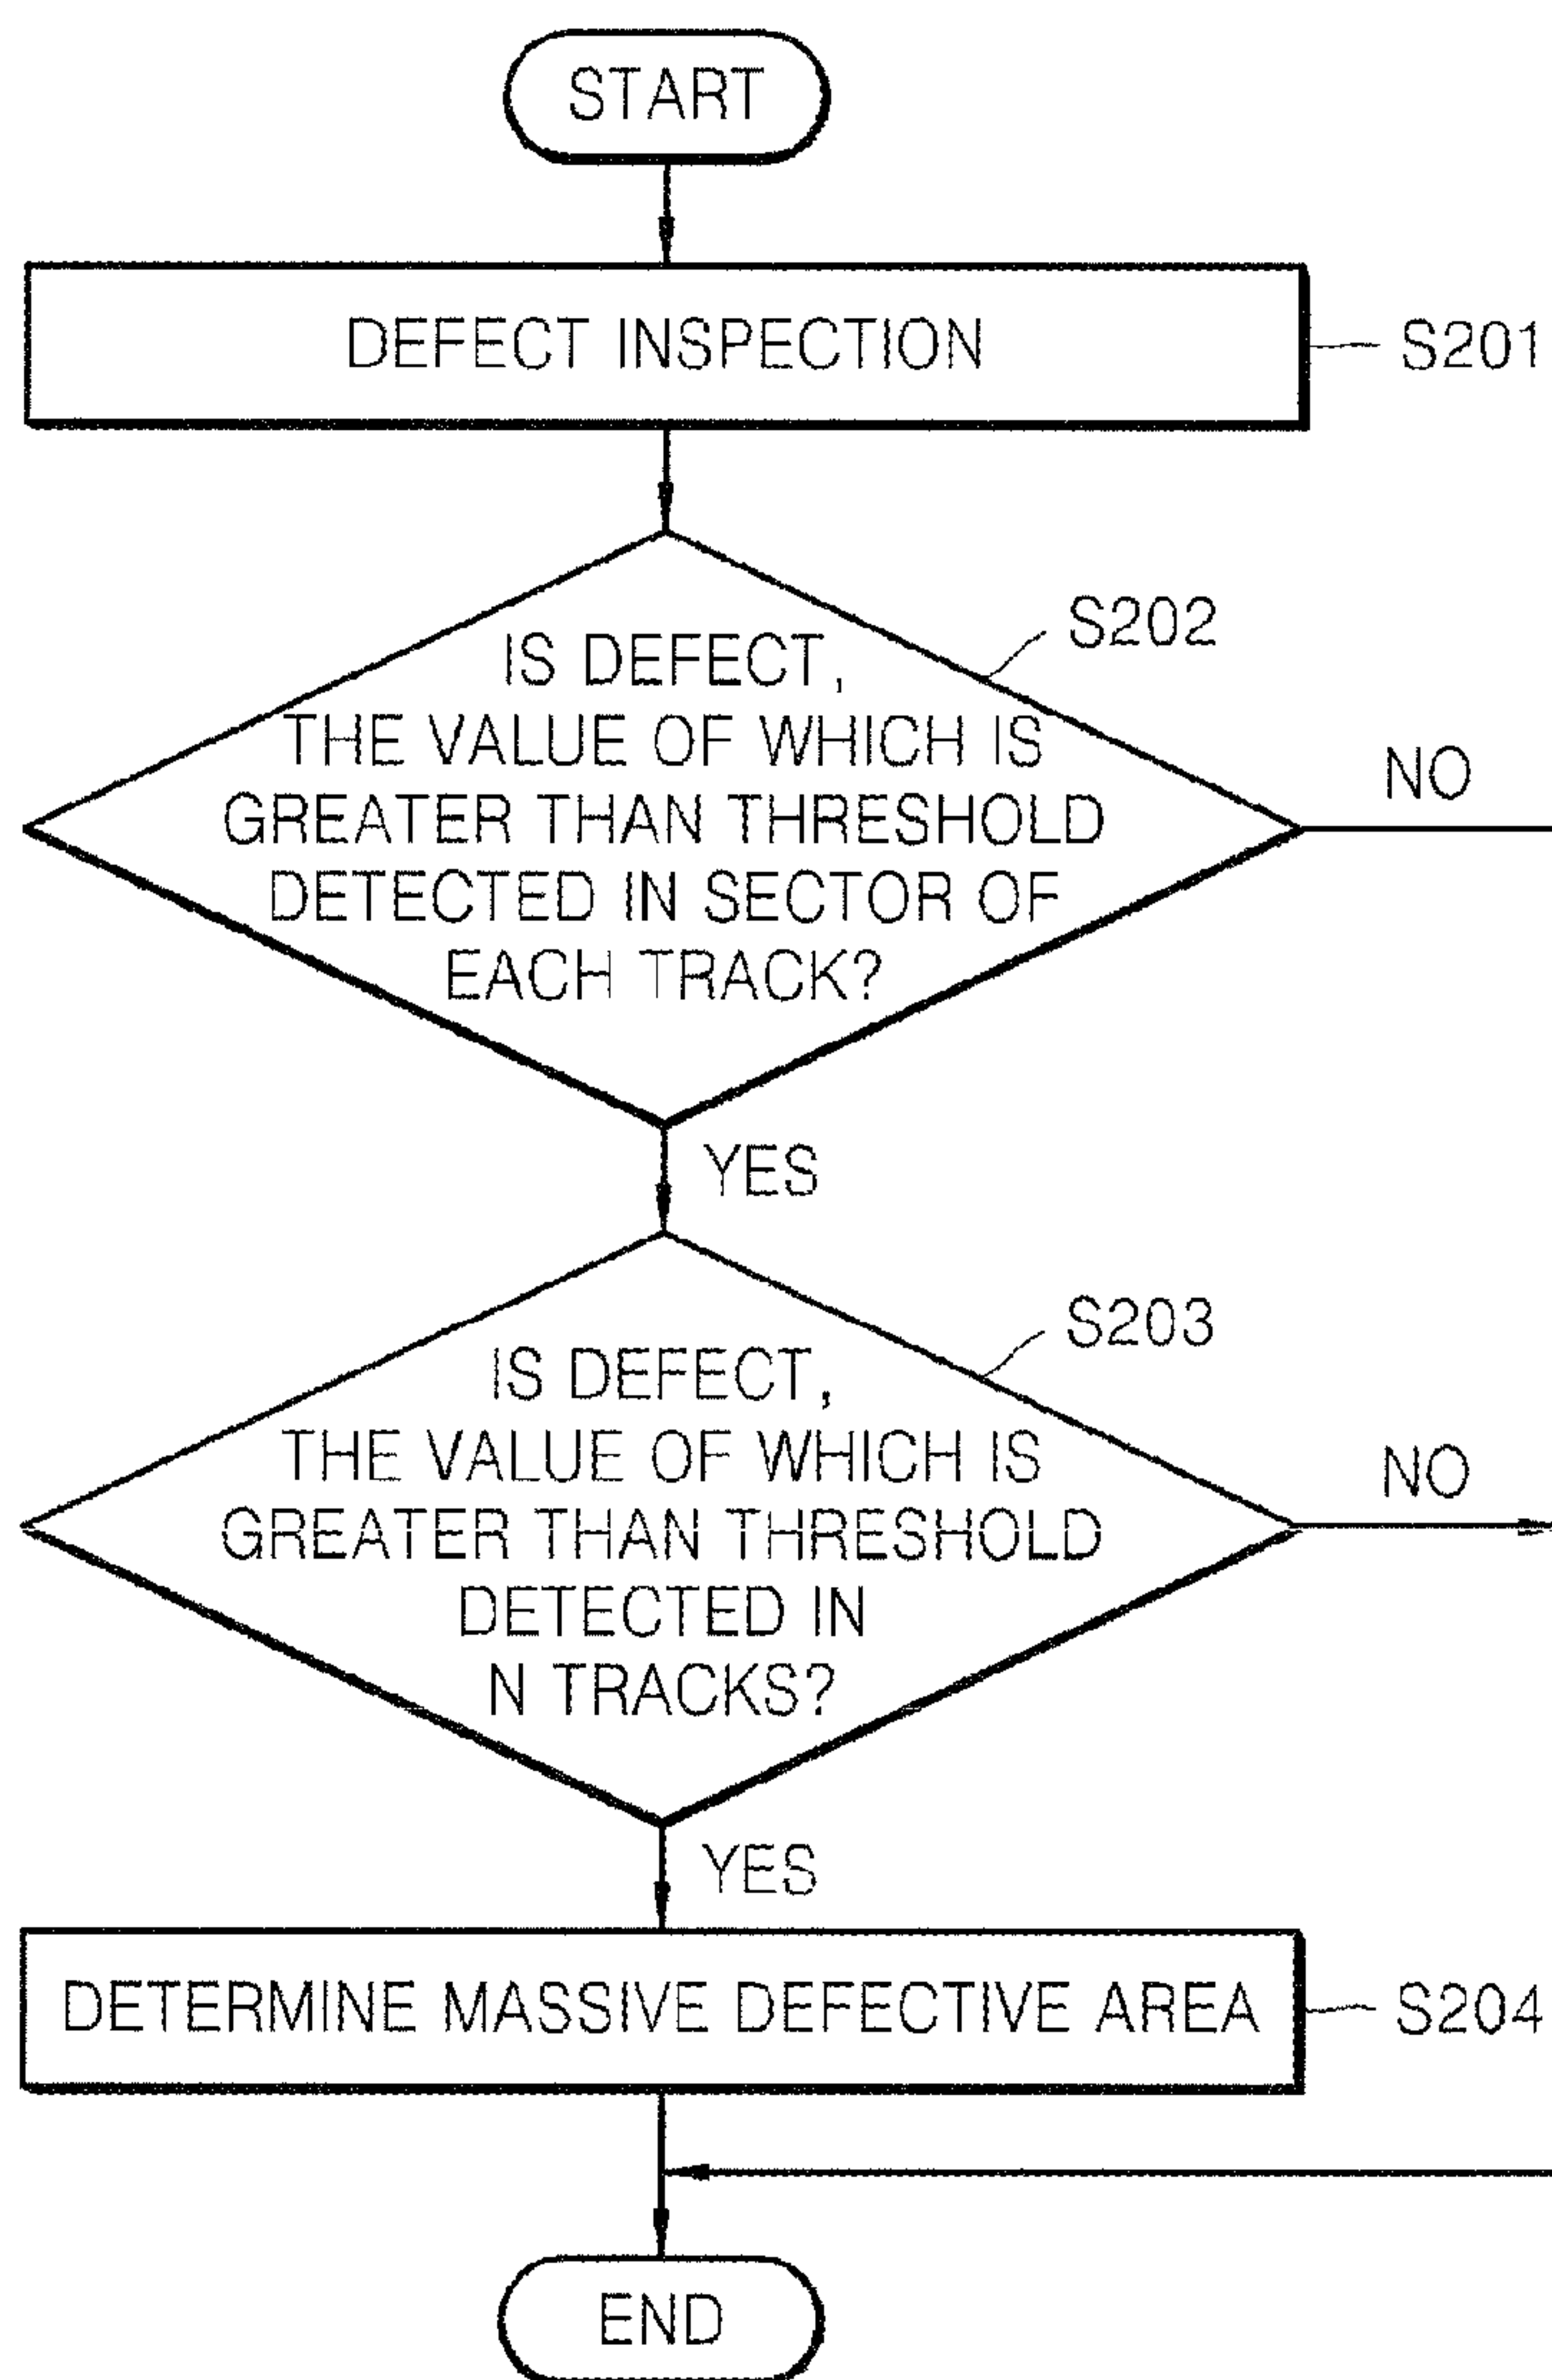 START
DEFECT INSPECTION
S201
S202
IS DEFECT,
THE VALUE OF WHICH IS
GREATER THAN THRESHOLD
DETECTED IN SECTOR OF
EACH TRACK?
NO
YES
S203
IS DEFECT,
THE VALUE OF WHICH IS
GREATER THAN THRESHOLD
DETECTED IN
N TRACKS?
NO
YES
DETERMINE MASSIVE DEFECTIVE AREA
S204
END